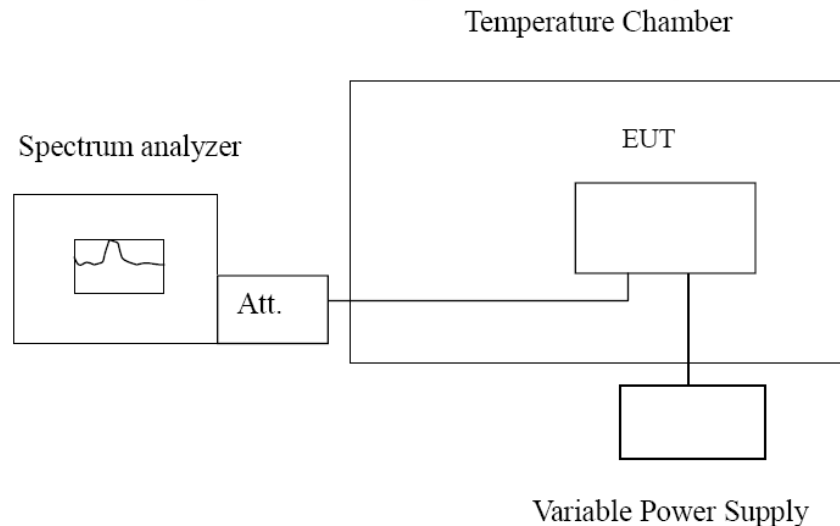 Temperature Chamber
Spectrum analyzer
EUT
Att.
Variable Power Supply